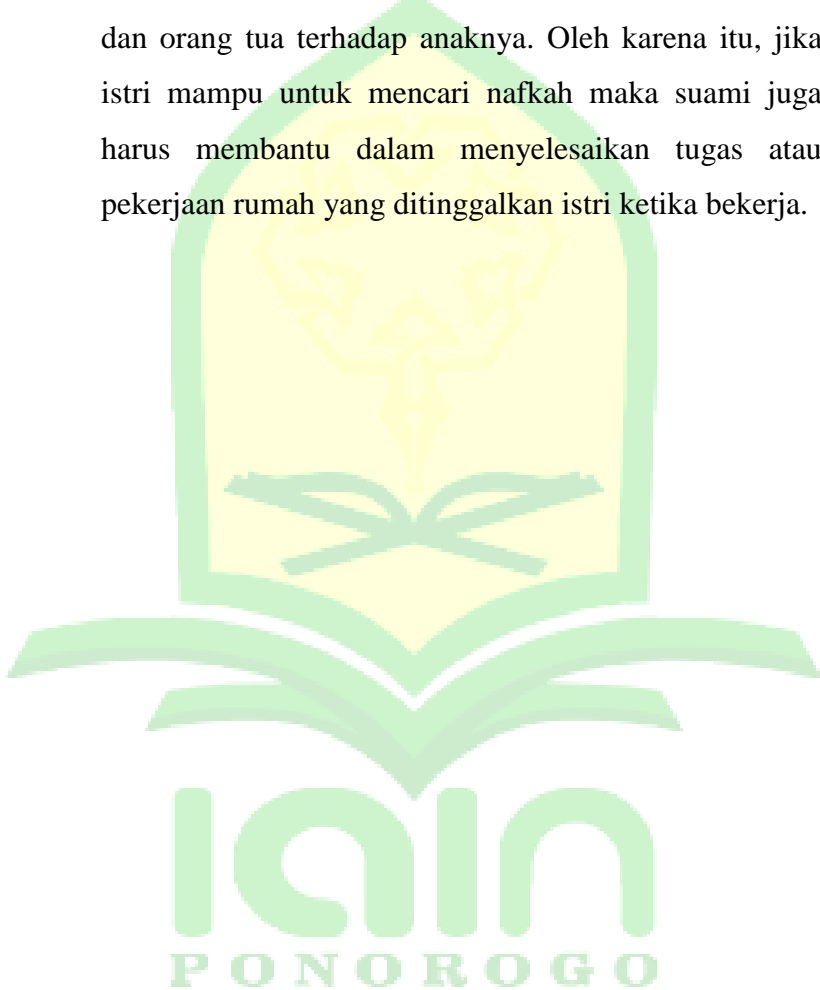 dan orang tua terhadap anaknya. Oleh karena itu, jika
istri mampu untuk mencari nafkah maka suami juga
harus membantu dalam menyelesaikan tugas atau
pekerjaan rumah yang ditinggalkan istri ketika bekerja.
IAIN
PONOROGO